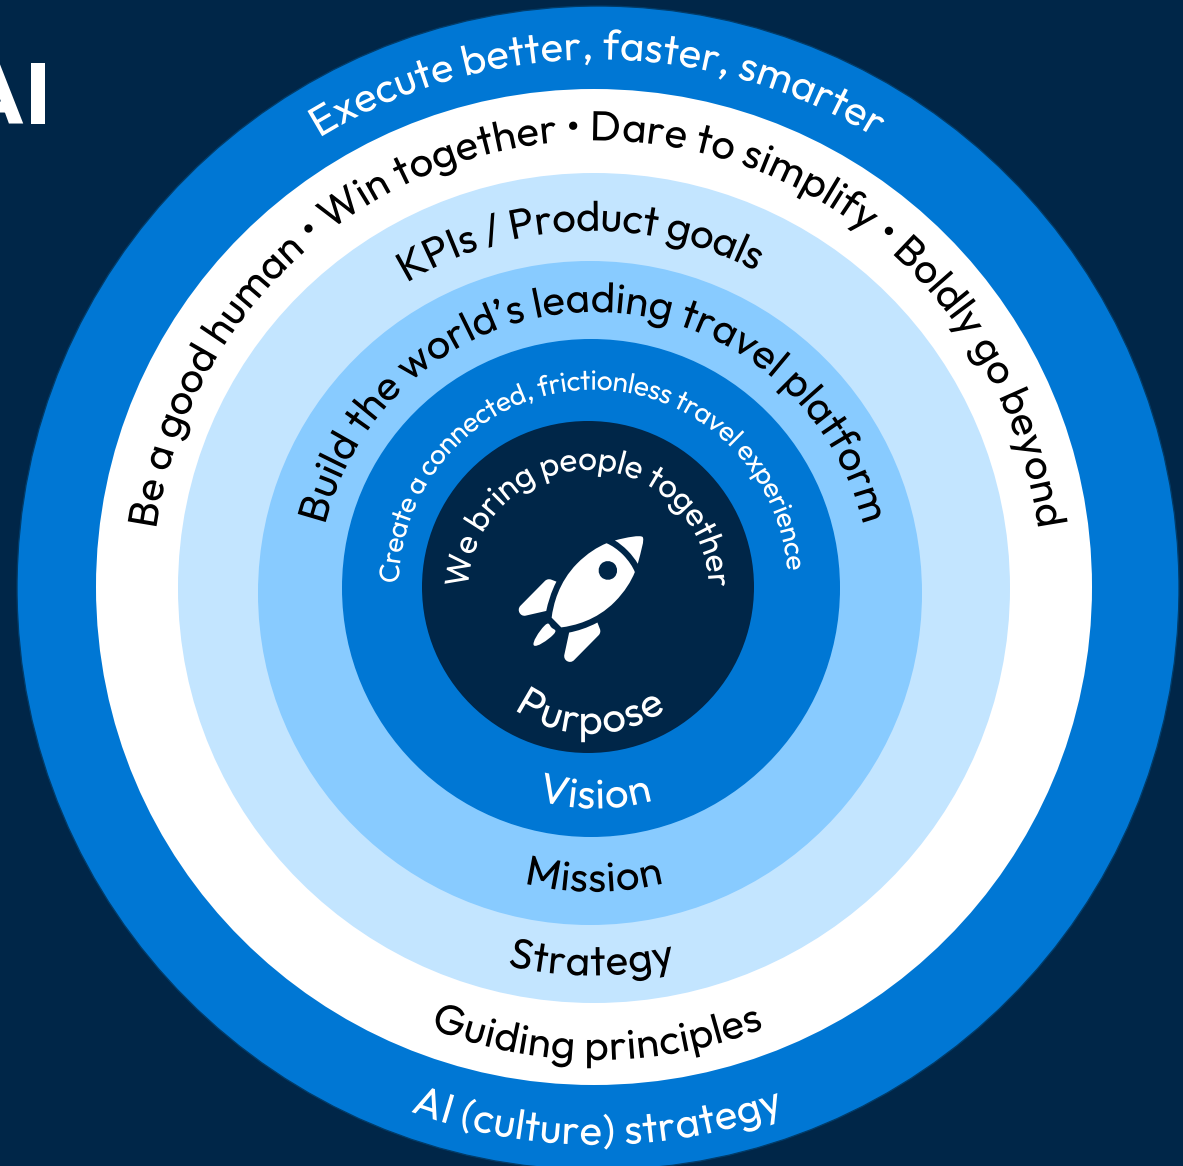 AI
Execute better, faster, smarter
Be a good human • Win together • Dare to simplify • Boldly go beyond
KPIs / Product goals
Build the world’s leading travel platform
Create a connected, frictionless travel experience
We bring people together
Purpose
Vision
Mission
Strategy
Guiding principles
AI (culture) strategy